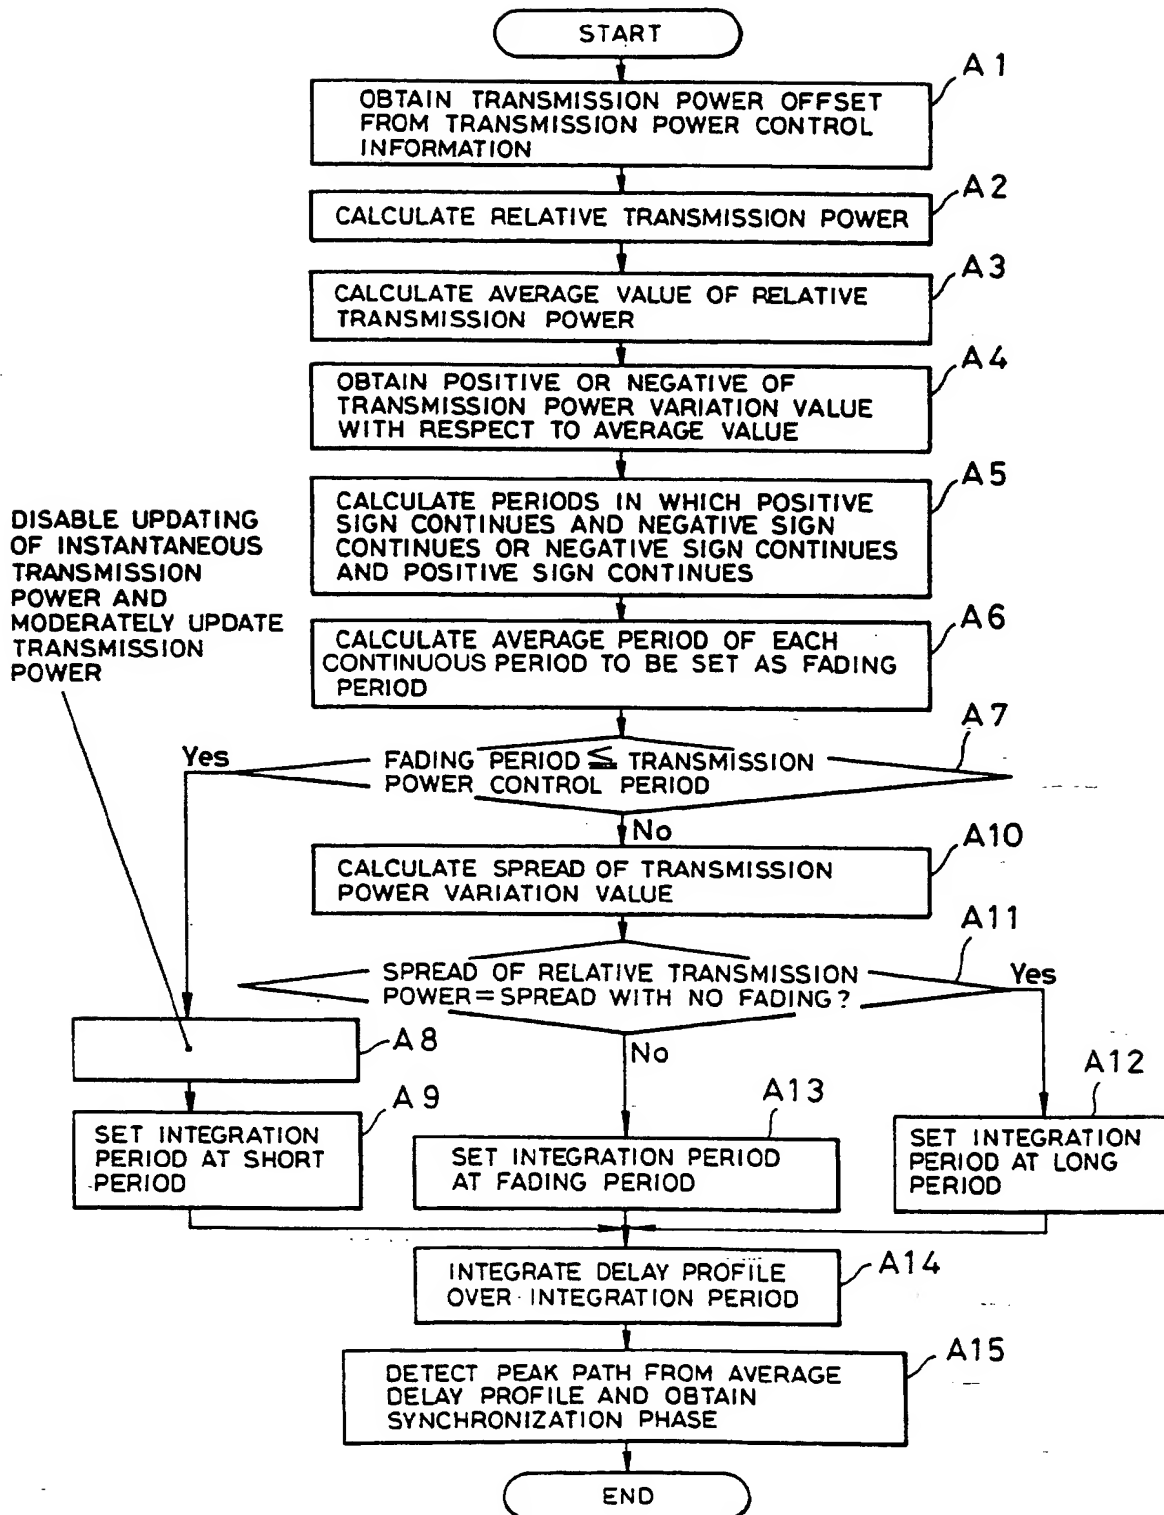 START
A1
OBTAIN TRANSMISSION POWER OFFSET
FROM TRANSMISSION POWER CONTROL
INFORMATION
A2
CALCULATE RELATIVE TRANSMISSION POWER
A3
CALCULATE AVERAGE VALUE OF RELATIVE
TRANSMISSION POWER
A4
OBTAIN POSITIVE OR NEGATIVE OF
TRANSMISSION POWER VARIATION VALUE
WITH RESPECT TO AVERAGE VALUE
A5
CALCULATE PERIODS IN WHICH POSITIVE
SIGN CONTINUES AND NEGATIVE SIGN
CONTINUES OR NEGATIVE SIGN CONTINUES
AND POSITIVE SIGN CONTINUES
DISABLE UPDATING
OF INSTANTANEOUS
TRANSMISSION
POWER AND
MODERATELY UPDATE
TRANSMISSION
POWER
A6
CALCULATE AVERAGE PERIOD OF EACH
CONTINUOUS PERIOD TO BE SET AS FADING
PERIOD
A7
Yes
FADING PERIOD ≦ TRANSMISSION
POWER CONTROL PERIOD
No
A10
CALCULATE SPREAD OF TRANSMISSION
POWER VARIATION VALUE
A11
SPREAD OF RELATIVE TRANSMISSION
POWER=SPREAD WITH NO FADING?
Yes
No
A8
A9
SET INTEGRATION
PERIOD AT SHORT
PERIOD
A13
SET INTEGRATION PERIOD
AT FADING PERIOD
A12
SET INTEGRATION
PERIOD AT LONG
PERIOD
A14
INTEGRATE DELAY PROFILE
OVER INTEGRATION PERIOD
A15
DETECT PEAK PATH FROM AVERAGE
DELAY PROFILE AND OBTAIN
SYNCHRONIZATION PHASE
END